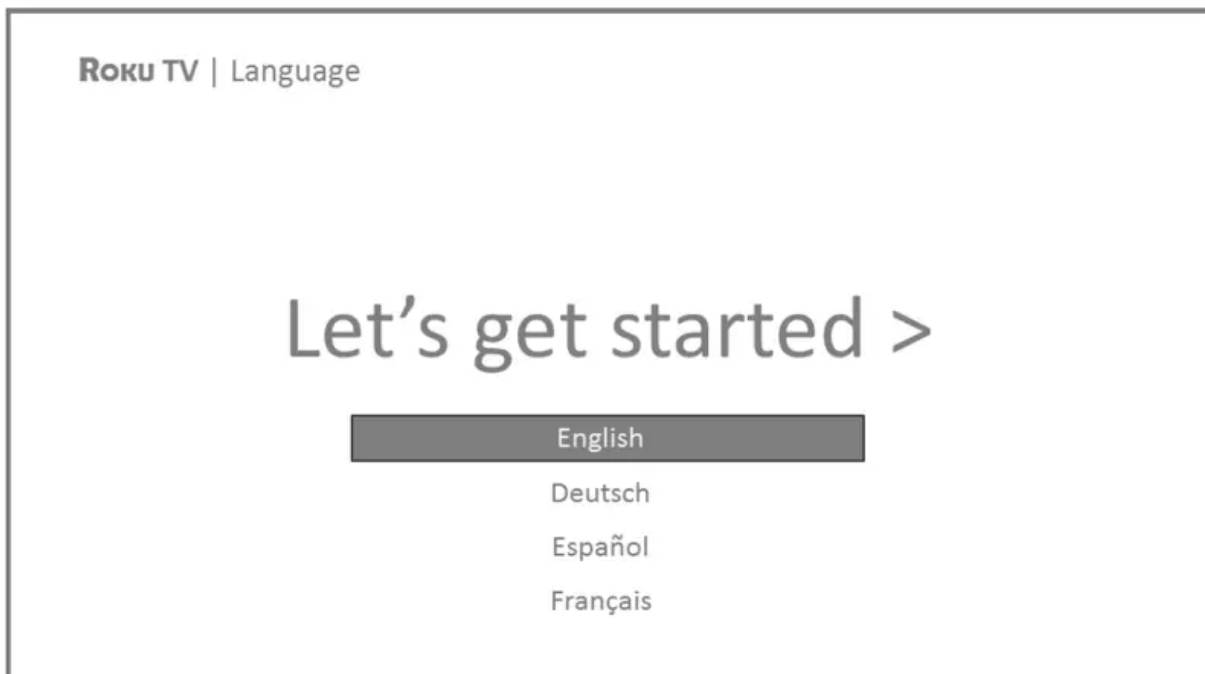 Roku TV | Language
Let’s get started >
English
Deutsch
Español
Français